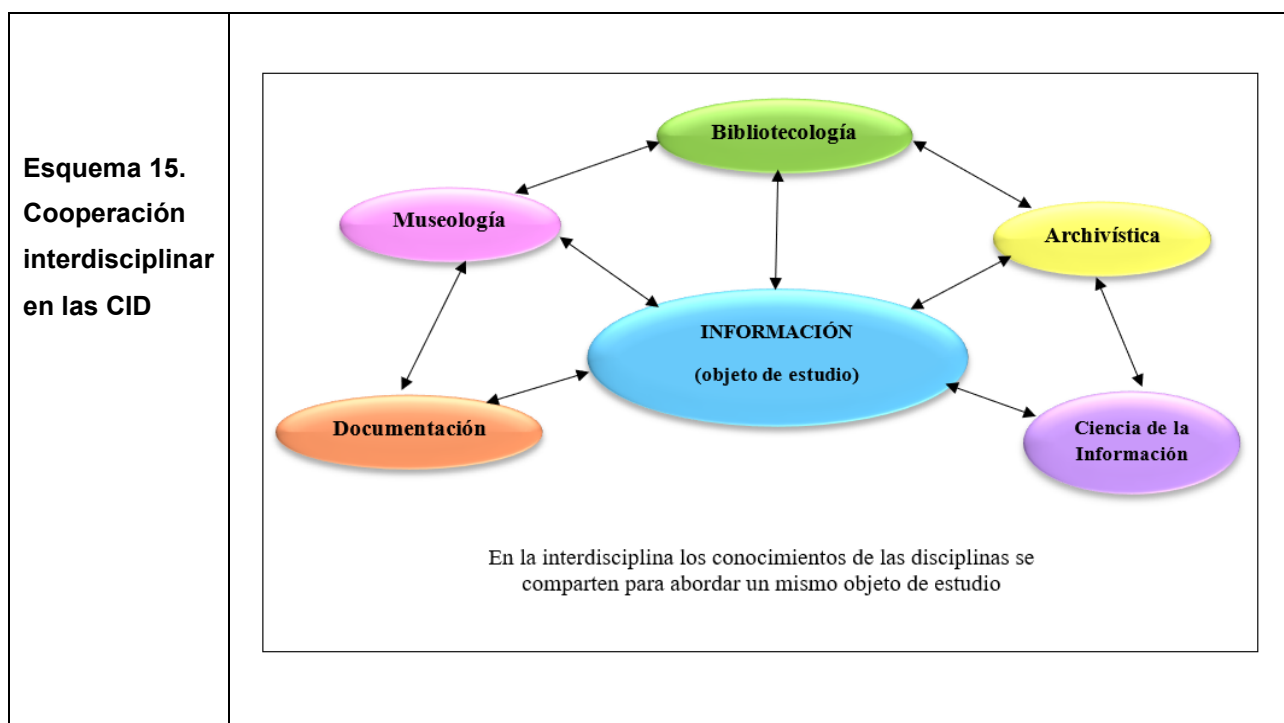 Esquema 15.
Cooperación
interdisciplinar
en las CID
Bibliotecología
Museología
Archivística
INFORMACIÓN
(objeto de estudio)
Documentación
Ciencia de la
Información
En la interdisciplina los conocimientos de las disciplinas se
comparten para abordar un mismo objeto de estudio